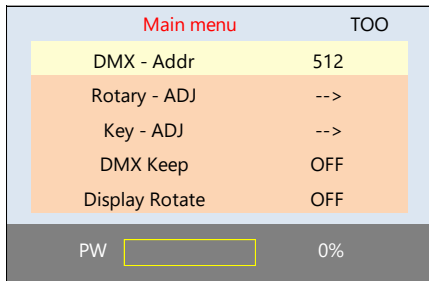 Main menu TOO
DMX - Addr 512
Rotary - ADJ -->
Key - ADJ -->
DMX Keep OFF
Display Rotate OFF
PW 0%